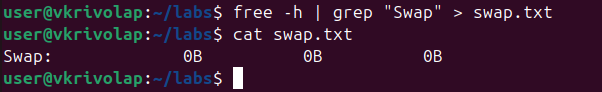 user@vkrivolap:~/labs$ free -h | grep "Swap" > swap.txt
user@vkrivolap:~/labs$ cat swap.txt
Swap:             0B          0B          0B
user@vkrivolap:~/labs$